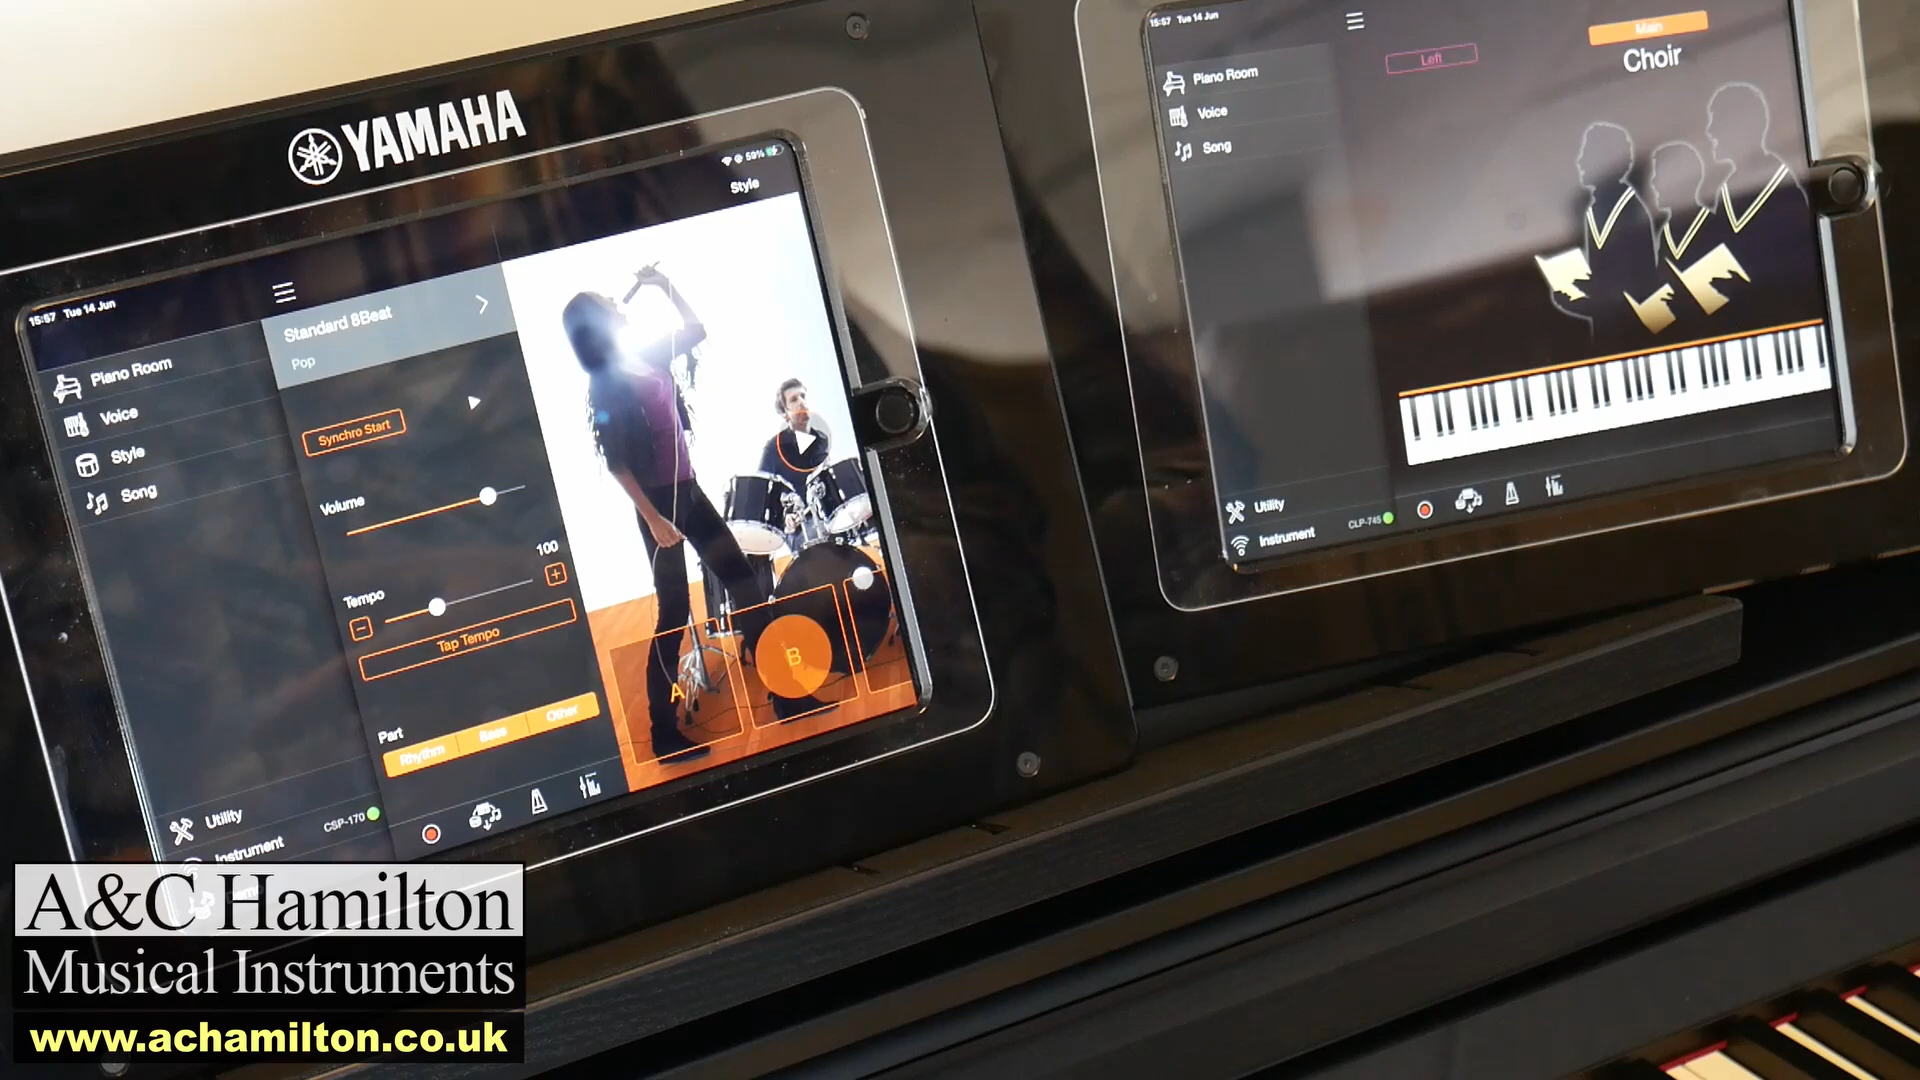 YAMAHA
15:57 Tue 14 Jun
59%
Style
Standard 8Beat
Pop
Piano Room
Voice
Style
Song
Synchro Start
Volume
100
Tempo
Tap Tempo
Part
Rhythm
Bass
Other
A
B
Utility
CSP-170
Instrument
15:57 Tue 14 Jun
Left
Main
Choir
Piano Room
Voice
Song
Utility
CLP-745
Instrument
A&C Hamilton
Musical Instruments
www.achamilton.co.uk